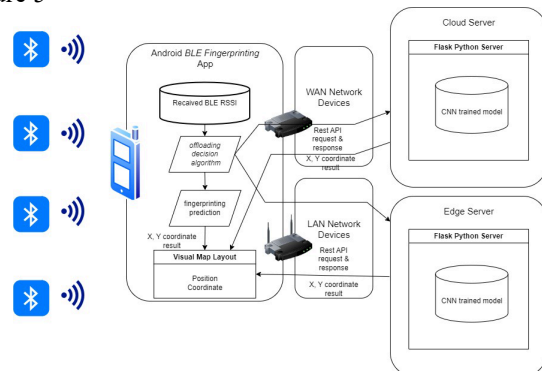 Android BLE Fingerprinting
App
Recaived BLE RSSI
offloading
decision
algorithm
fingerprinting
prediction
X, Y coordinate
result
Visual Map Layout
Position
Coordinate
WAN Network
Devices
Rest API
request &
response
X, Y coordinate
result
LAN Network
Devices
Rest API
request &
response
X, Y coordinate
result
Cloud Server
Flask Python Server
CNN trained model
Edge Server
Flask Python Server
CNN trained model